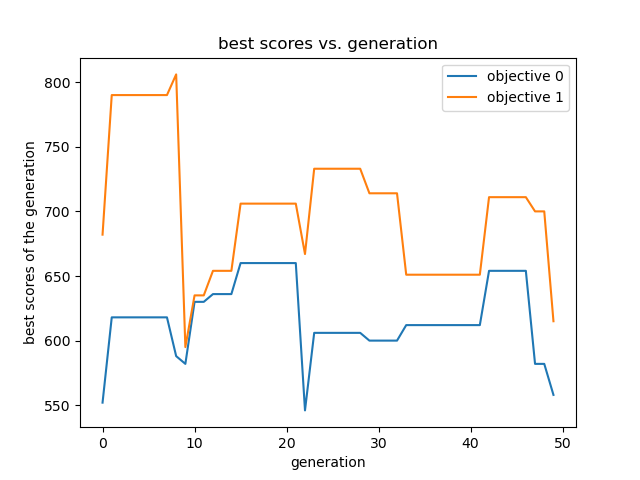 best scores vs. generation
objective 0
objective 1
best scores of the generation
800
750
700
650
600
550
0 10 20 30 40 50
generation